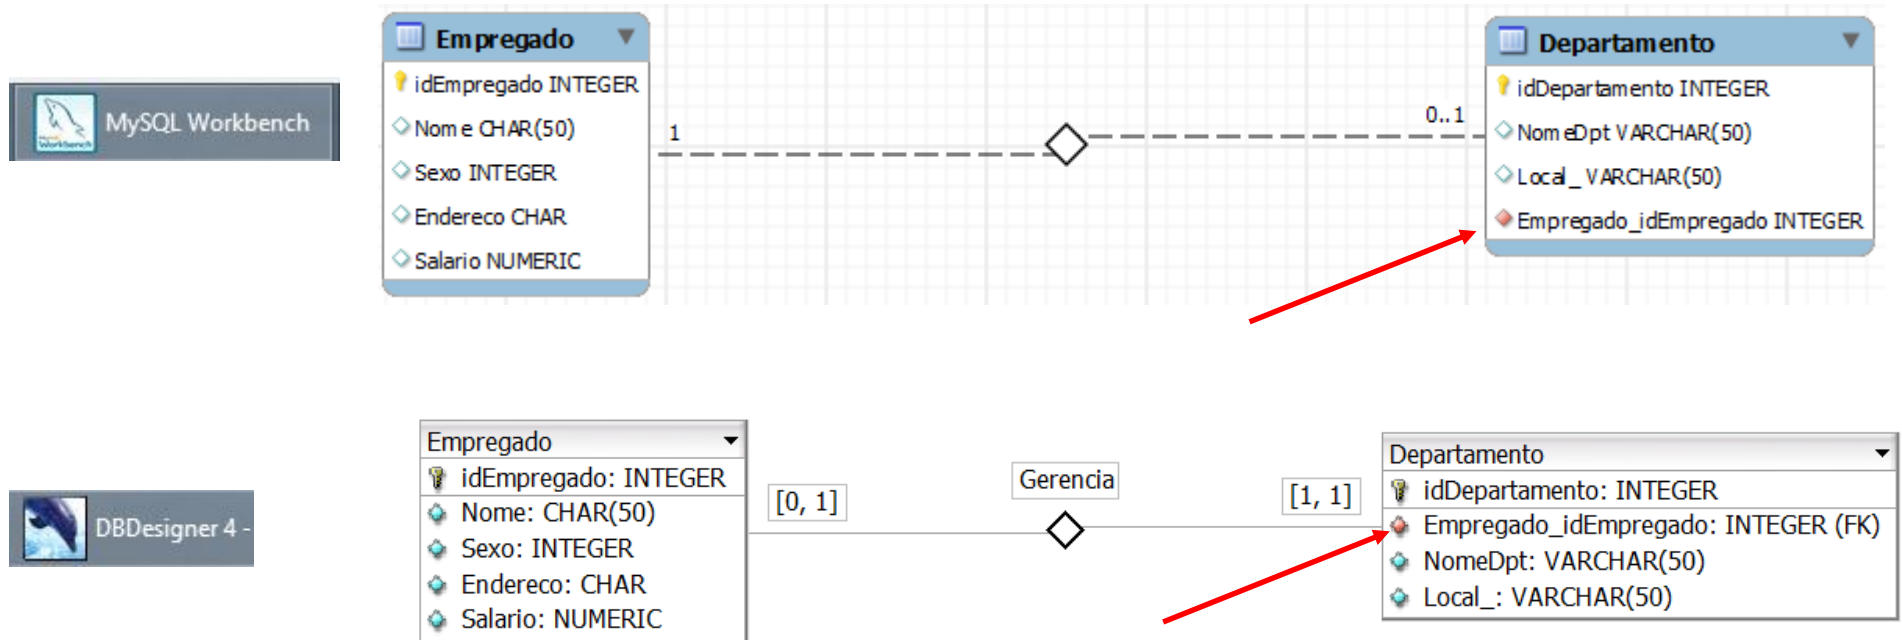 MySQL Workbench
Empregado
idEmpregado INTEGER
Nome CHAR(50)
Sexo INTEGER
Endereco CHAR
Salario NUMERIC
1
0..1
Departamento
idDepartamento INTEGER
NomeDpt VARCHAR(50)
Local_ VARCHAR(50)
Empregado_idEmpregado INTEGER
DBDesigner 4 -
Empregado
idEmpregado: INTEGER
Nome: CHAR(50)
Sexo: INTEGER
Endereco: CHAR
Salario: NUMERIC
[0, 1]
Gerencia
[1, 1]
Departamento
idDepartamento: INTEGER
Empregado_idEmpregado: INTEGER (FK)
NomeDpt: VARCHAR(50)
Local_: VARCHAR(50)